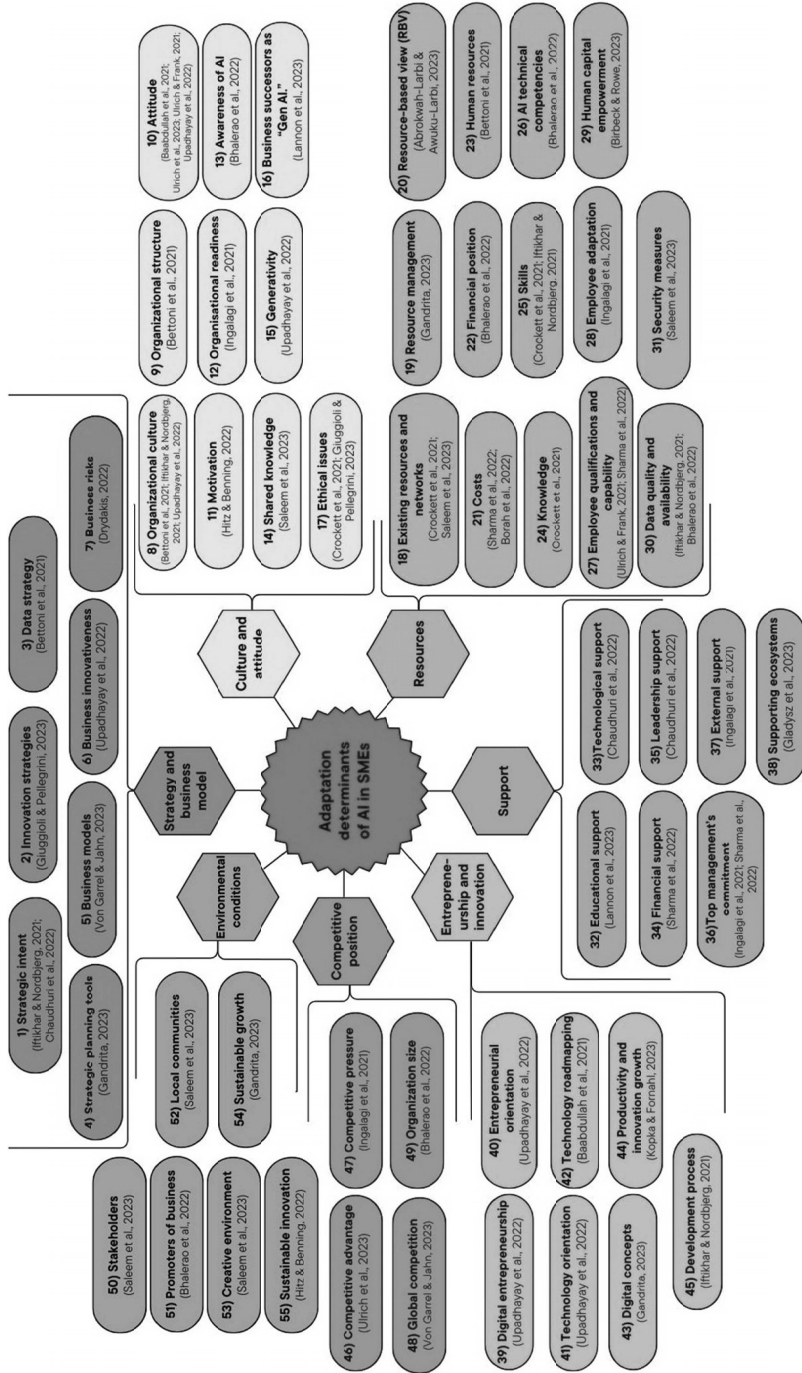 1) Strategic intent
(Iftikhar & Nordbjerg, 2021;
Chaudhuri et al., 2022)
2) Innovation strategies
(Giuggioli & Pellegrini, 2023)
3) Data strategy
(Bettoni et al., 2021)
4) Strategic planning tools
(Gandrita, 2023)
5) Business models
(Von Garrel & Jahn, 2023)
6) Business innovativeness
(Upadhayay et al., 2022)
7) Business risks
(Drydakis, 2022)
Strategy and
business
model
8) Organizational culture
(Bettoni et al., 2021; Iftikhar & Nordbjerg,
2021; Upadhayay et al., 2022)
9) Organizational structure
(Bettoni et al., 2021)
10) Attitude
(Baabdullah et al., 2021;
Ulrich et al., 2023; Ulrich & Frank, 2021;
Upadhayay et al., 2022)
11) Motivation
(Hitz & Benning, 2022)
12) Organisational readiness
(Ingalagi et al., 2021)
13) Awareness of AI
(Bhalerao et al., 2022)
14) Shared knowledge
(Saleem et al., 2023)
15) Generativity
(Upadhayay et al., 2022)
16) Business successors as
“Gen AI.”
(Lannon et al., 2023)
17) Ethical issues
(Crockett et al., 2021; Giuggioli &
Pellegrini, 2023)
Culture and
attitude
18) Existing resources and
networks
(Crockett et al., 2021;
Saleem et al., 2023)
19) Resource management
(Gandrita, 2023)
20) Resource-based view (RBV)
(Abrokwah-Larbi &
Awuku-Larbi, 2023)
21) Costs
(Sharma et al., 2022;
Borah et al., 2022)
22) Financial position
(Bhalerao et al., 2022)
23) Human resources
(Bettoni et al., 2021)
24) Knowledge
(Crockett et al., 2021)
25) Skills
(Crockett et al., 2021; Iftikhar &
Nordbjerg, 2021)
26) AI technical
competencies
(Bhalerao et al., 2022)
27) Employee qualifications and
capability
(Ulrich & Frank, 2021; Sharma et al., 2022)
28) Employee adaptation
(Ingalagi et al., 2021)
29) Human capital
empowerment
(Birbeck & Rowe, 2023)
30) Data quality and
availability
(Iftikhar & Nordbjerg, 2021;
Bhalerao et al., 2022)
31) Security measures
(Saleem et al., 2023)
Resources
Adaptation
determinants
of AI in SMEs
Environmental
conditions
50) Stakeholders
(Saleem et al., 2023)
51) Promoters of business
(Bhalerao et al., 2022)
52) Local communities
(Saleem et al., 2023)
53) Creative environment
(Saleem et al., 2023)
54) Sustainable growth
(Gandrita, 2023)
55) Sustainable innovation
(Hitz & Benning, 2022)
Competitive
position
46) Competitive advantage
(Ulrich et al., 2023)
47) Competitive pressure
(Ingalagi et al., 2021)
48) Global competition
(Von Garrel & Jahn, 2023)
49) Organization size
(Bhalerao et al., 2022)
Entreprene-
urship and
innovation
39) Digital entrepreneurship
(Upadhayay et al., 2022)
40) Entrepreneurial
orientation
(Upadhayay et al., 2022)
41) Technology orientation
(Upadhayay et al., 2022)
42) Technology roadmapping
(Baabdullah et al., 2021)
43) Digital concepts
(Gandrita, 2023)
44) Productivity and
innovation growth
(Kopka & Fornahl, 2023)
45) Development process
(Iftikhar & Nordbjerg, 2021)
Support
32) Educational support
(Lannon et al., 2023)
33)Technological support
(Chaudhuri et al., 2022)
34) Financial support
(Sharma et al., 2022)
35) Leadership support
(Chaudhuri et al., 2022)
36)Top management's
commitment
(Ingalagi et al., 2021; Sharma et al.,
2022)
37) External support
(Ingalagi et al., 2021)
38) Supporting ecosystems
(Gladysz et al., 2023)